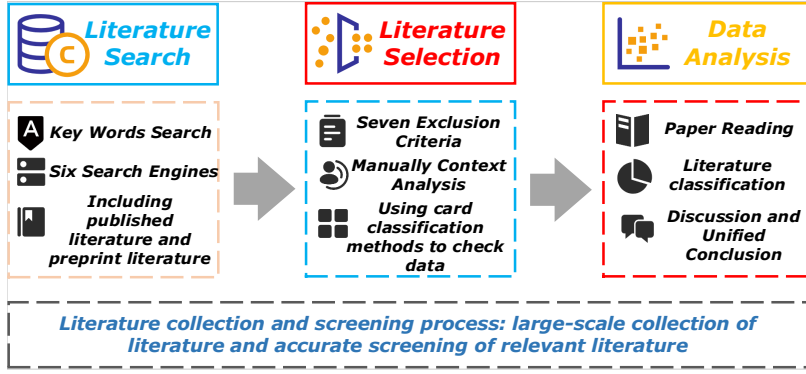 Literature
Search
C
Literature
Selection
Data
Analysis
A
Key Words Search
Six Search Engines
Including
published
literature and
preprint literature
Seven Exclusion
Criteria
Manually Context
Analysis
Using card
classification
methods to check
data
Paper Reading
Literature
classification
Discussion and
Unified
Conclusion
Literature collection and screening process: large-scale collection of
literature and accurate screening of relevant literature